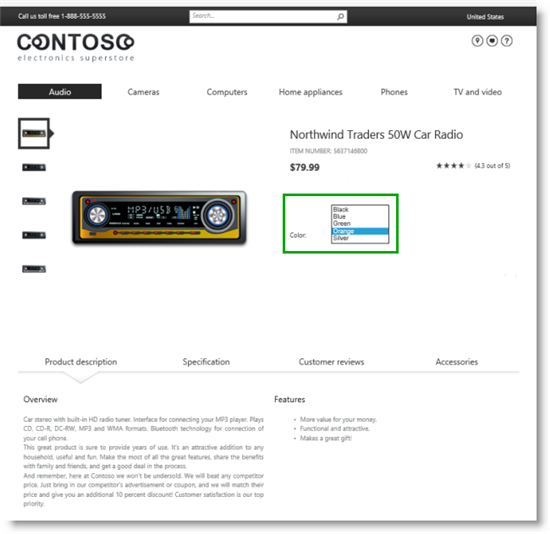 Call us toll free 1-888-555-5555
Search...
United States
CONTOSO
electronics superstore
Audio
Cameras
Computers
Home appliances
Phones
TV and video
Northwind Traders 50W Car Radio
ITEM NUMBER: 5637146800
$79.99
(4.3 out of 5)
MP3/USB
Color:
Black
Blue
Green
Orange
Silver
Product description
Specification
Customer reviews
Accessories
Overview
Car stereo with built-in HD radio tuner. Interface for connecting your MP3 player. Plays
CD, CD-R, DC-RW, MP3 and WMA formats. Bluetooth technology for connection of
your cell phone.
This great product is sure to provide years of use. It's an attractive addition to any
household, useful and fun. Make the most of all the great features, share the benefits
with family and friends, and get a good deal in the process.
And remember, here at Contoso we won't be undersold. We will beat any competitor
price. Just bring in our competitor's advertisement or coupon, and we will match their
price and give you an additional 10 percent discount! Customer satisfaction is our top
priority.
Features
• More value for your money.
• Functional and attractive.
• Makes a great gift!